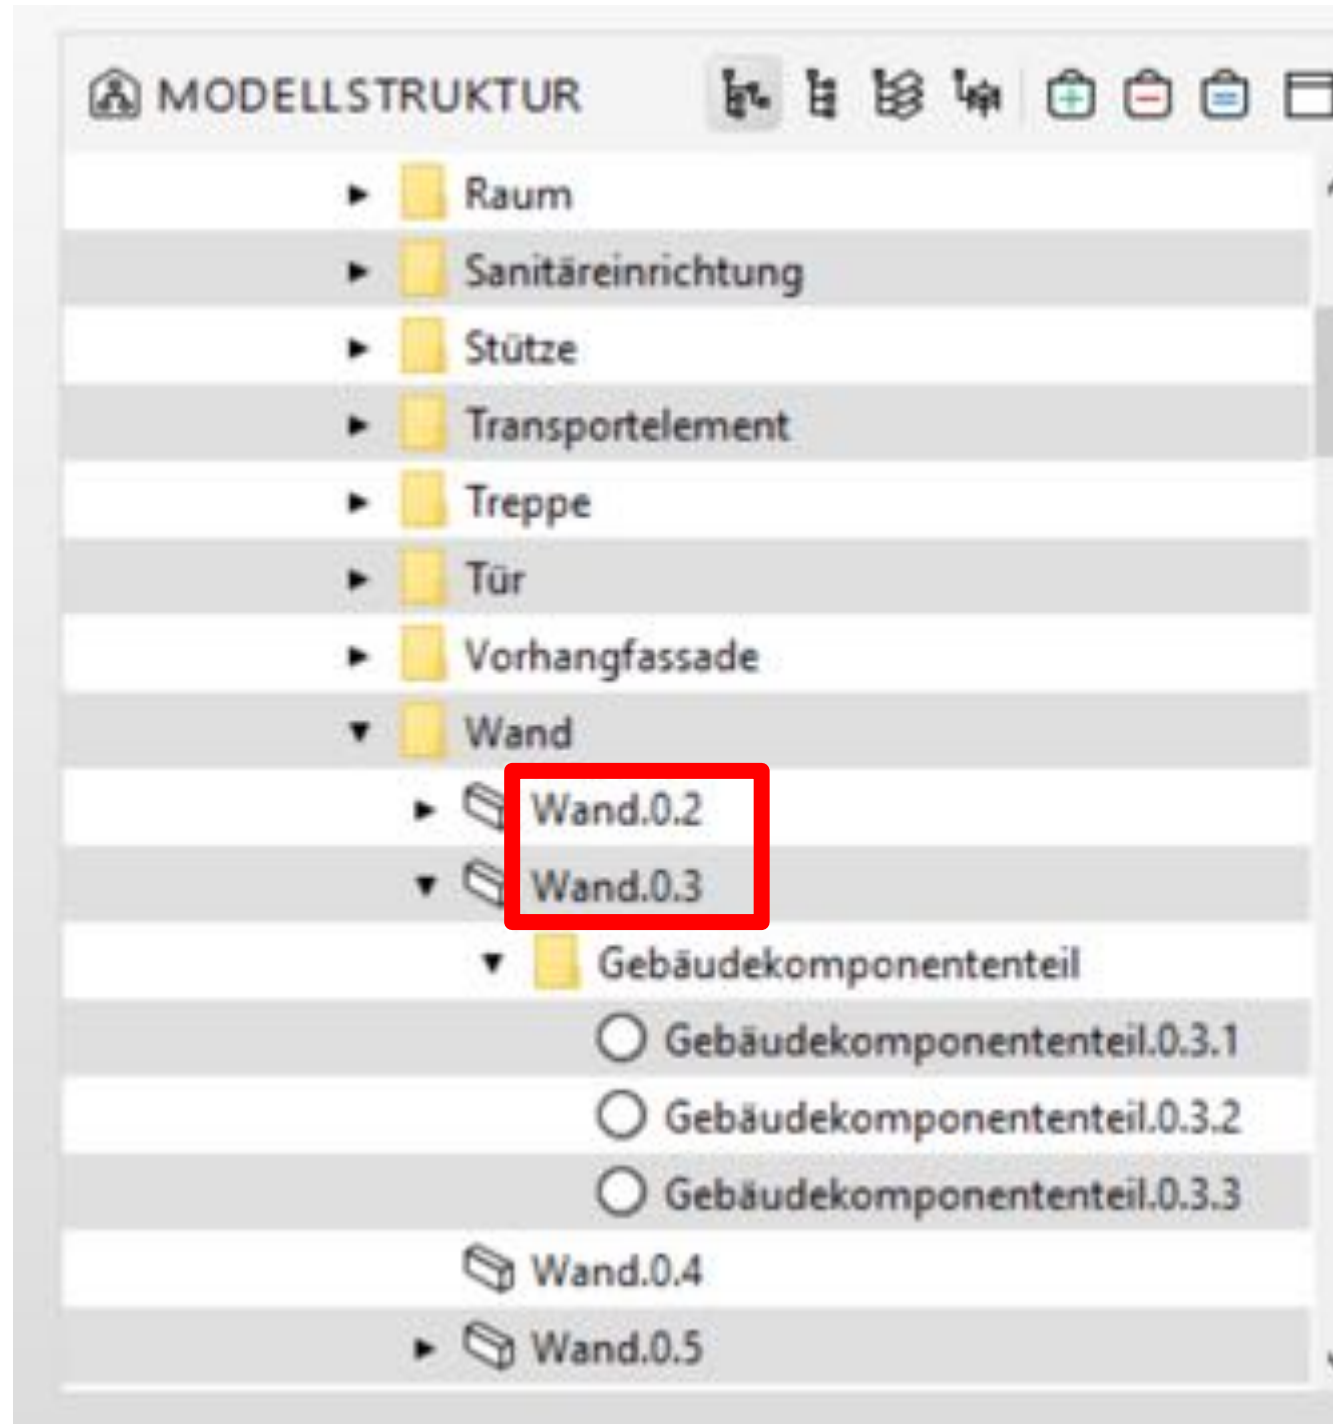 MODELLSTRUKTUR
Raum
Sanitäreinrichtung
Stütze
Transportelement
Treppe
Tür
Vorhangfassade
Wand
Wand.0.2
Wand.0.3
Gebäudekomponententeil
Gebäudekomponententeil.0.3.1
Gebäudekomponententeil.0.3.2
Gebäudekomponententeil.0.3.3
Wand.0.4
Wand.0.5